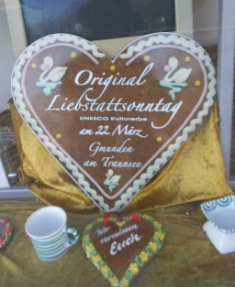 Original
Liebstattsonntag
UNESCO Kulturerbe
am 22. März
Gmunden
am Traunsee
Wir vermissen
Euch